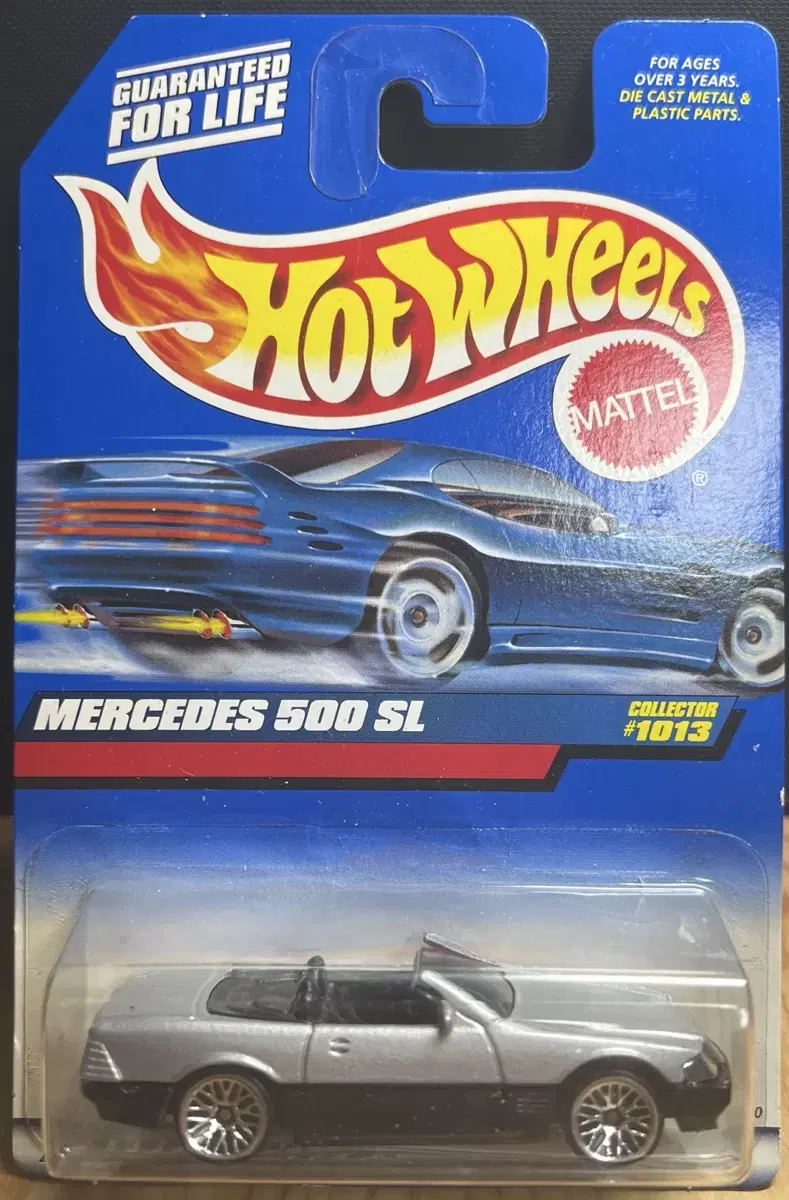 GUARANTEED
FOR LIFE
FOR AGES
OVER 3 YEARS.
DIE CAST METAL &
PLASTIC PARTS.
HOT WHEELS
MATTEL
®
MERCEDES 500 SL
COLLECTOR
#1013
0